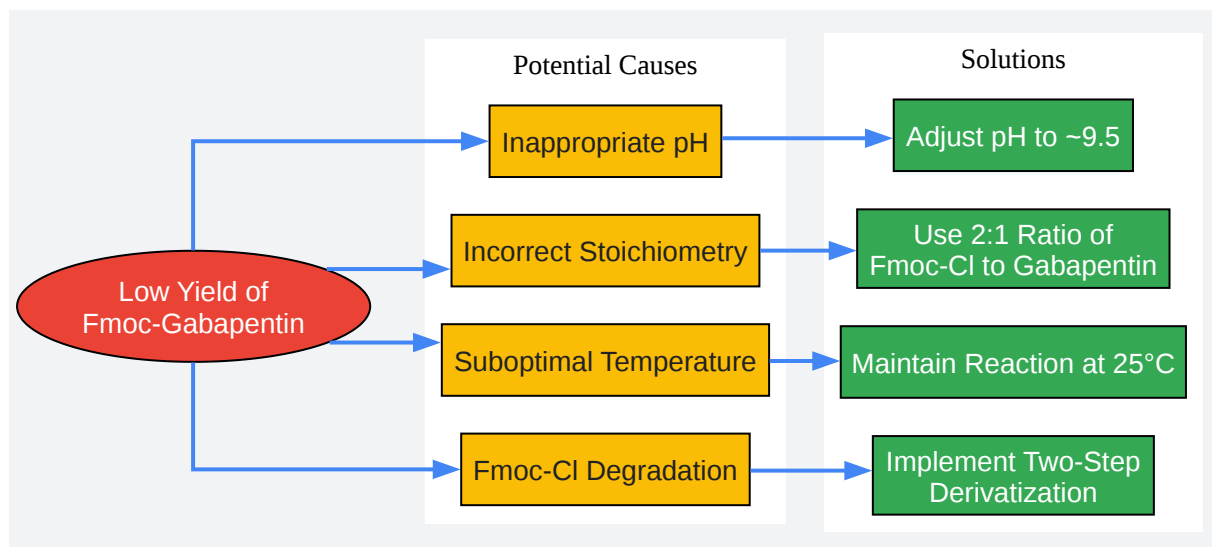 Potential Causes
Solutions
Inappropriate pH
Adjust pH to ~9.5
Incorrect Stoichiometry
Use 2:1 Ratio of
Fmoc-Cl to Gabapentin
Low Yield of
Fmoc-Gabapentin
Suboptimal Temperature
Maintain Reaction at 25°C
Fmoc-Cl Degradation
Implement Two-Step
Derivatization